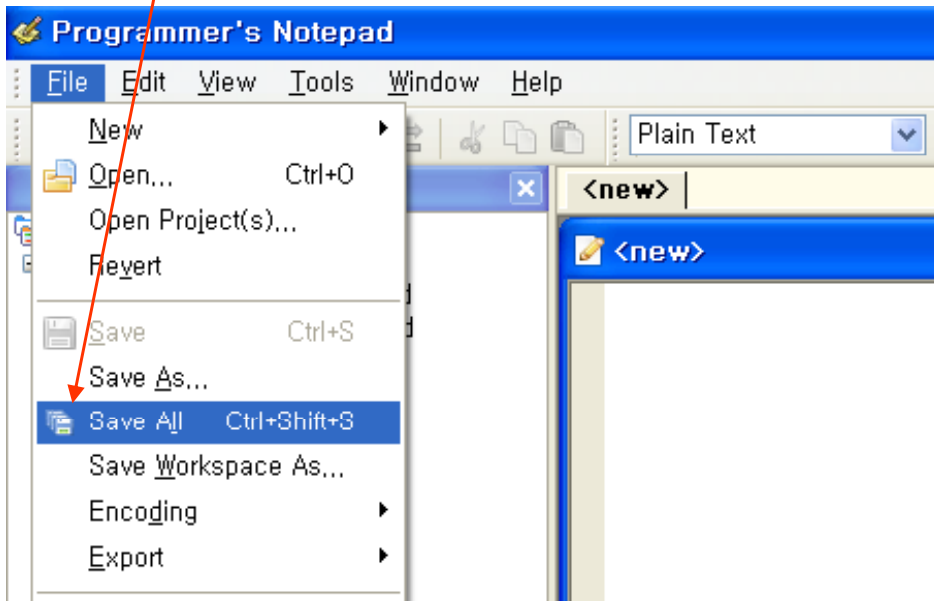 Programmer's Notepad
File Edit View Tools Window Help
Plain Text
New
Open... Ctrl+O
Open Project(s)...
Revert
Save Ctrl+S
Save As...
Save All Ctrl+Shift+S
Save Workspace As...
Encoding
Export
<new>
<new>